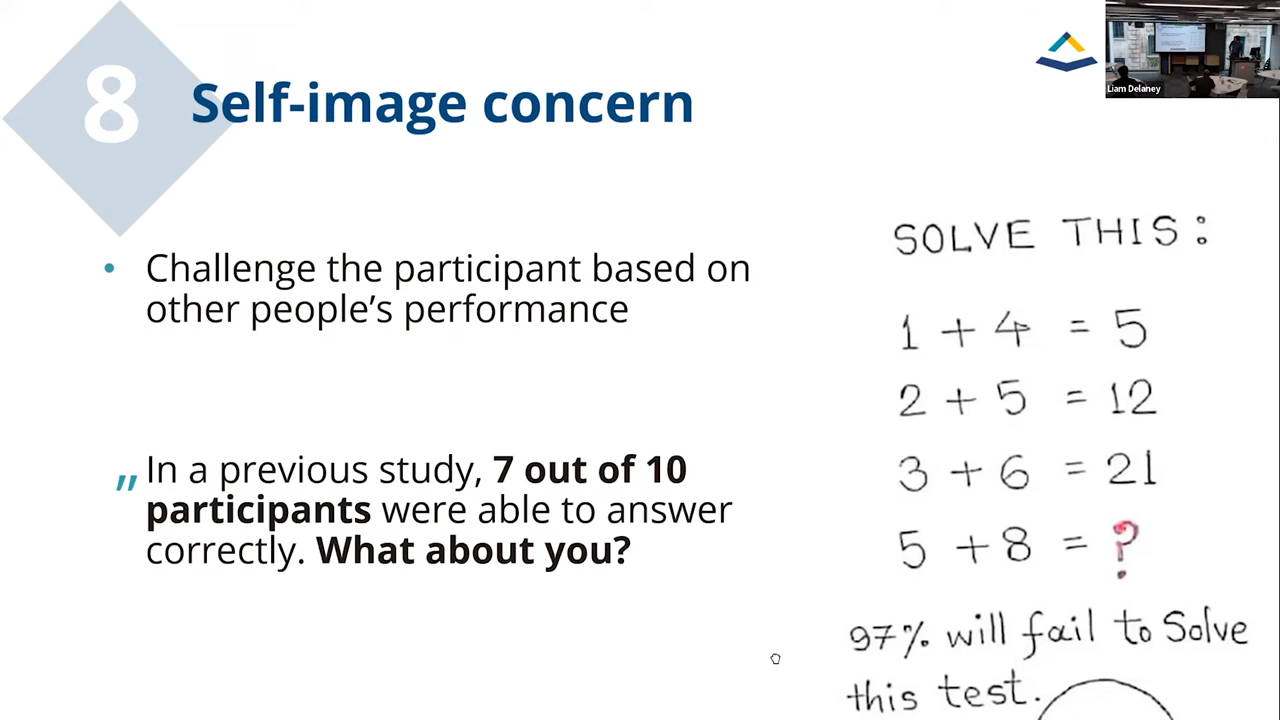 8
Self-image concern
Liam Delaney
• Challenge the participant based on
other people’s performance
„ In a previous study, 7 out of 10
participants were able to answer
correctly. What about you?
SOLVE THIS:
1 + 4 = 5
2 + 5 = 12
3 + 6 = 21
5 + 8 = ?
97% will fail to Solve
this test.